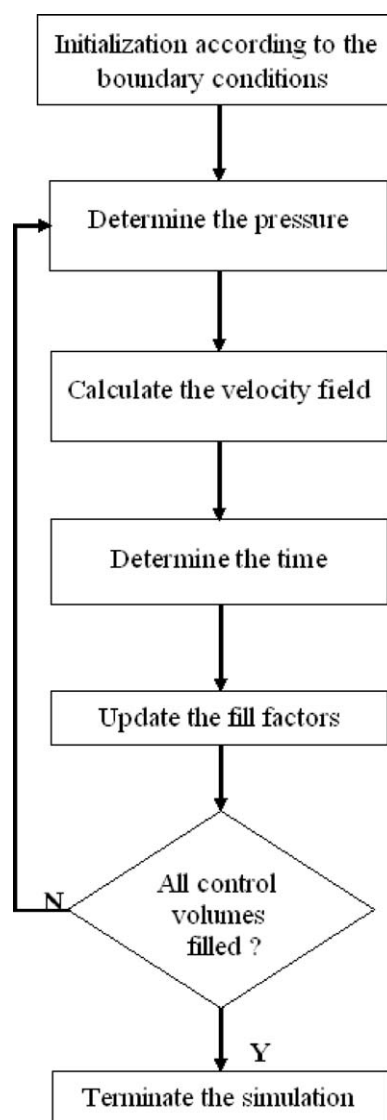 Initialization according to the
boundary conditions
Determine the pressure
Calculate the velocity field
Determine the time
Update the fill factors
All control
volumes
filled ?
N
Y
Terminate the simulation